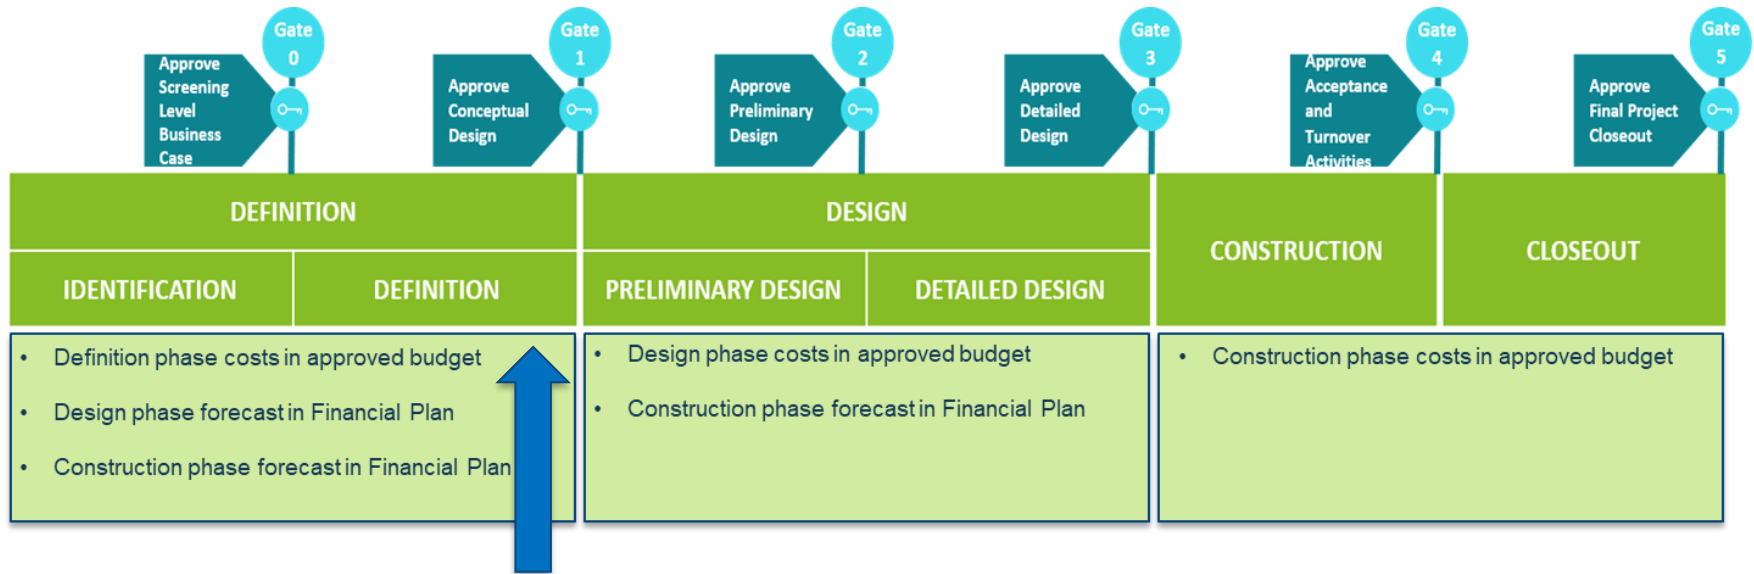 Gate
0
Gate
1
Gate
2
Gate
3
Gate
4
Gate
5
Approve
Screening
Level
Business
Case
Approve
Conceptual
Design
Approve
Preliminary
Design
Approve
Detailed
Design
Approve
Acceptance
and
Turnover
Activities
Approve
Final Project
Closeout
DEFINITION
DESIGN
CONSTRUCTION
CLOSEOUT
IDENTIFICATION
DEFINITION
PRELIMINARY DESIGN
DETAILED DESIGN
• Definition phase costs in approved budget
• Design phase forecast in Financial Plan
• Construction phase forecast in Financial Plan
• Design phase costs in approved budget
• Construction phase forecast in Financial Plan
• Construction phase costs in approved budget